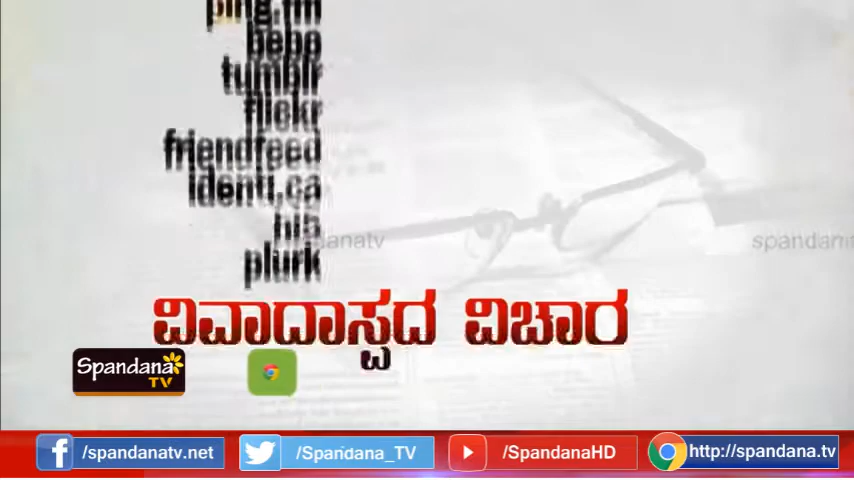 ping.fm
bebo
tumblr
flickr
friendfeed
identi.ca
hi5
plurk
spandanatv
ವಿವಾದಾಸ್ಪದ ವಿಚಾರ
Spandana
TV
/spandanatv.net
/Spandana_TV
/SpandanaHD
http://spandana.tv